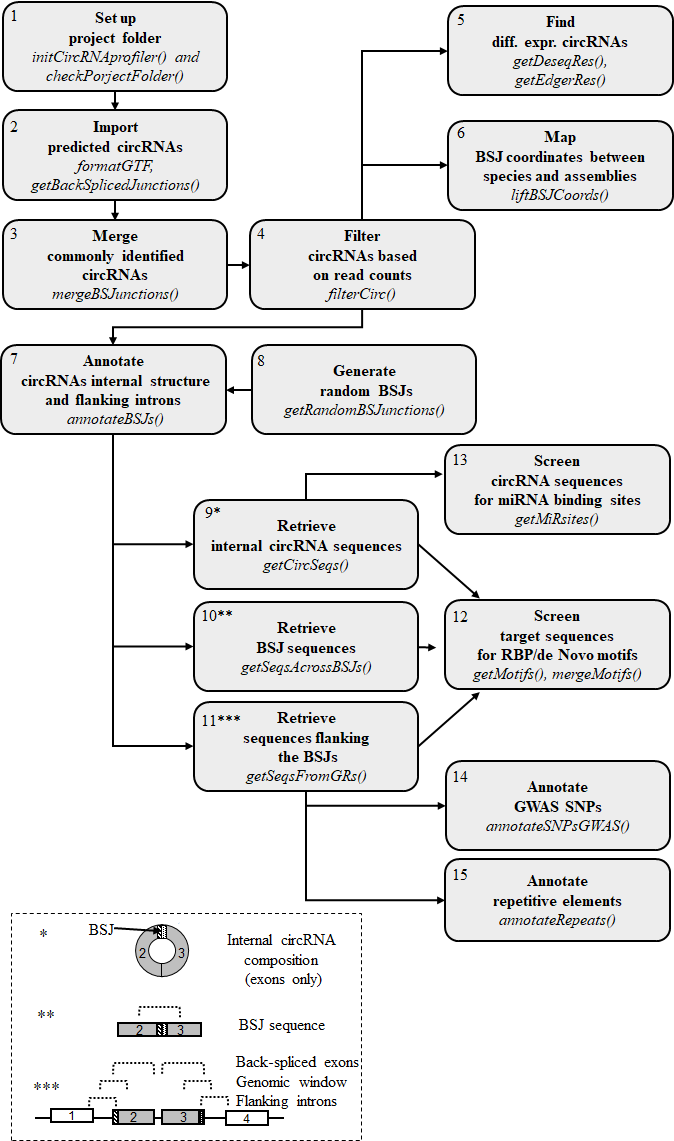 1
Set up
project folder
initCircRNAprofiler() and
checkPorjectFolder()
2
Import
predicted circRNAs
formatGTF,
getBackSplicedJunctions()
3
Merge
commonly identified
circRNAs
mergeBSJunctions()
4
Filter
circRNAs based
on read counts
filterCirc()
5
Find
diff. expr. circRNAs
getDeseqRes(),
getEdgerRes()
6
Map
BSJ coordinates between
species and assemblies
liftBSJCoords()
7
Annotate
circRNAs internal structure
and flanking introns
annotateBSJs()
8
Generate
random BSJs
getRandomBSJunctions()
9*
Retrieve
internal circRNA sequences
getCircSeqs()
10**
Retrieve
BSJ sequences
getSeqsAcrossBSJs()
11***
Retrieve
sequences flanking
the BSJs
getSeqsFromGRs()
13
Screen
circRNA sequences
for miRNA binding sites
getMiRsites()
12
Screen
target sequences
for RBP/de Novo motifs
getMotifs(), mergeMotifs()
14
Annotate
GWAS SNPs
annotateSNPsGWAS()
15
Annotate
repetitive elements
annotateRepeats()
*
BSJ
2
3
Internal circRNA
composition
(exons only)
**
2
3
BSJ sequence
***
Back-spliced exons
Genomic window
Flanking introns
1
2
3
4